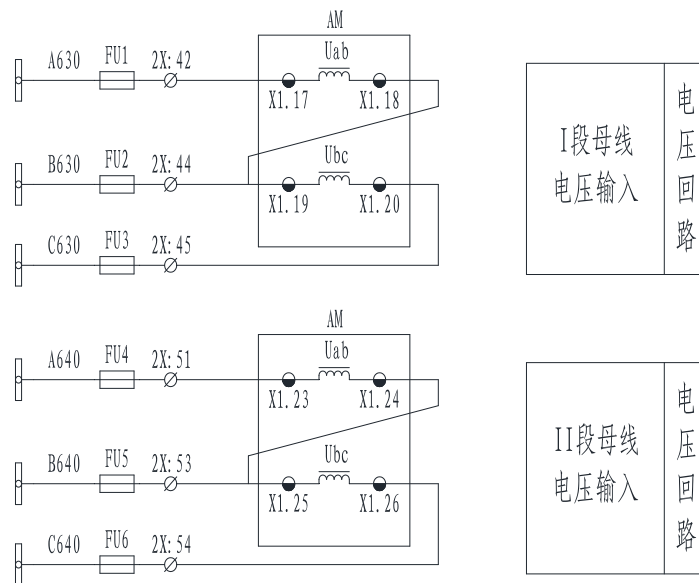 AM
A630 FU1 2X:42 Uab
X1.17 X1.18
B630 FU2 2X:44 Ubc
X1.19 X1.20
C630 FU3 2X:45
I段母线
电压输入
电压回路
AM
A640 FU4 2X:51 Uab
X1.23 X1.24
B640 FU5 2X:53 Ubc
X1.25 X1.26
C640 FU6 2X:54
II段母线
电压输入
电压回路